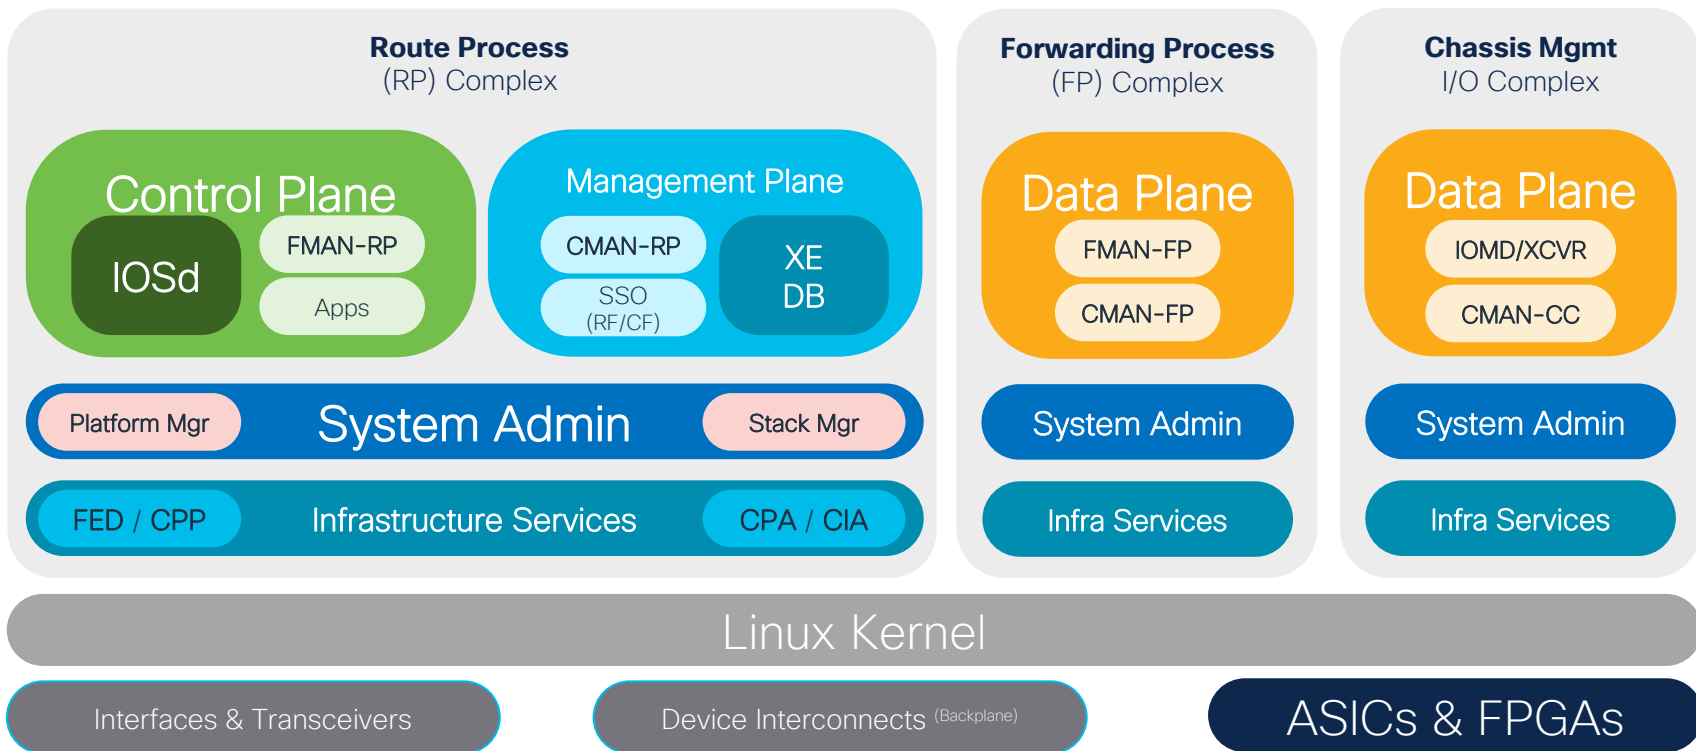 Route Process
(RP) Complex
Control Plane
IOSd
FMAN-RP
Apps
Management Plane
CMAN-RP
SSO
(RF/CF)
XE
DB
Platform Mgr
System Admin
Stack Mgr
FED / CPP
Infrastructure Services
CPA / CIA
Forwarding Process
(FP) Complex
Data Plane
FMAN-FP
CMAN-FP
System Admin
Infra Services
Chassis Mgmt
I/O Complex
Data Plane
IOMD/XCVR
CMAN-CC
System Admin
Infra Services
Linux Kernel
Interfaces & Transceivers
Device Interconnects (Backplane)
ASICs & FPGAs